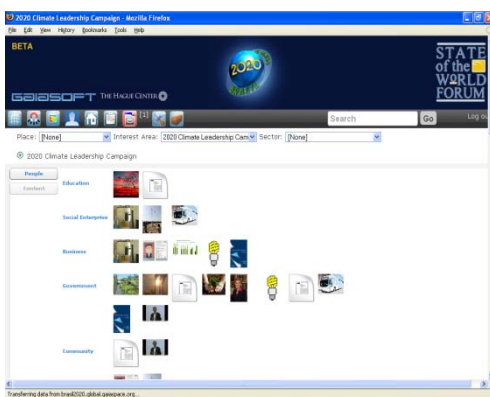 2020 Climate Leadership Campaign - Mozilla Firefox
File Edit View History Bookmarks Tools Help
BETA
2020
STATE
of the
WORLD
FORUM
GAIASOFT THE HAGUE CENTER
[1]
Search Go Log ou
Place: [None] Interest Area: 2020 Climate Leadership Cam Sector: [None]
2020 Climate Leadership Campaign
People
Content
Education
Social Enterprise
Business
Government
Community
Transferring data from brasil2020.global.gaiaspace.org...